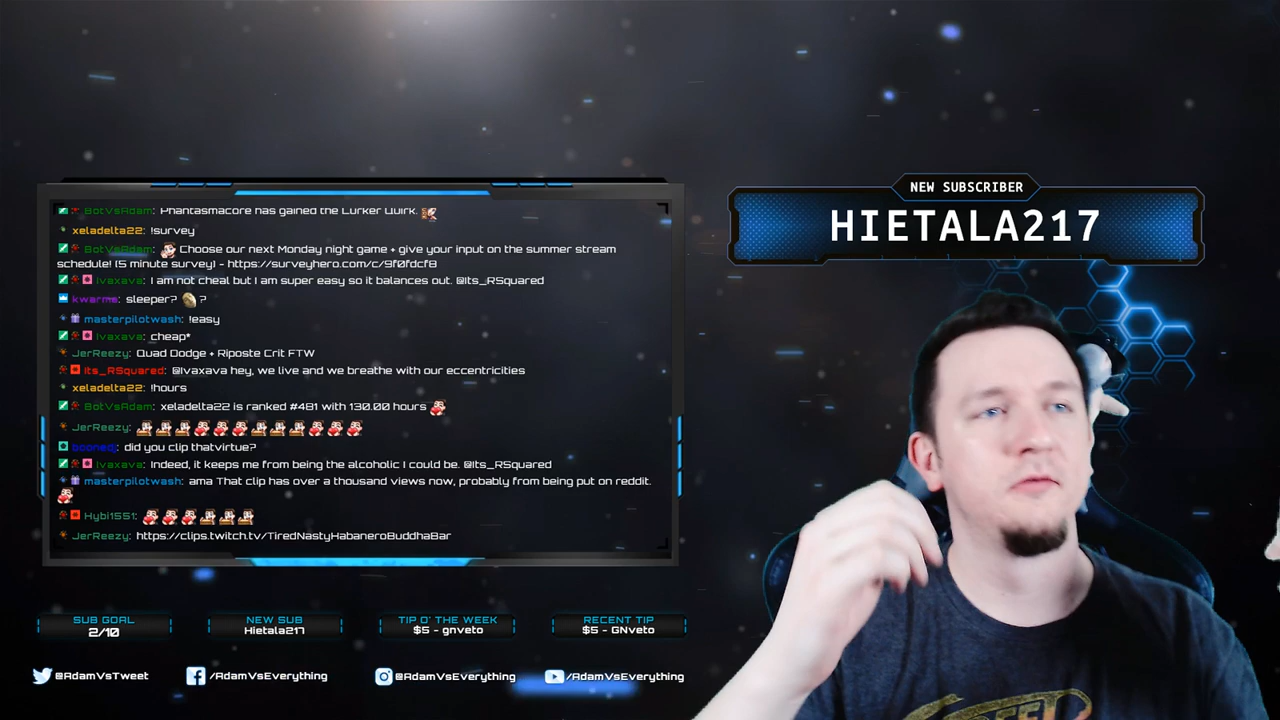 BotVsAdam: Phantasmacore has gained the Lurker Quirk.
xeladelta22: !survey
BotVsAdam: Choose our next Monday night game + give your input on the summer stream
schedule! (5 minute survey) - https://surveyhero.com/c/9f0fdcf8
Ivaxava: I am not cheal but I am super easy so it balances out. @Its_RSquared
kwarme: sleeper? ?
masterpilotwash: !easy
Ivaxava: cheap*
JerReezy: Quad Dodge + Riposte Crit FTW
Its_RSquared: @Ivaxava hey, we live and we breathe with our eccentricities
xeladelta22: !hours
BotVsAdam: xeladelta22 is ranked #481 with 130.00 hours
JerReezy:
did you clip thatvirtue?
Ivaxava: Indeed, it keeps me from being the alcoholic I could be. @Its_RSquared
masterpilotwash: ama That clip has over a thousand views now, probably from being put on reddit.
Hybi1551:
JerReezy: https://clips.twitch.tv/TiredNastyHabaneroBuddhaBar
NEW SUBSCRIBER
HIETALA217
SUB GOAL
2/10
NEW SUB
Hietala217
TIP O' THE WEEK
$5 - gnveto
RECENT TIP
$5 - GNveto
@AdamVsTweet
/AdamVsEverything
@AdamVsEverything
/AdamVsEverything